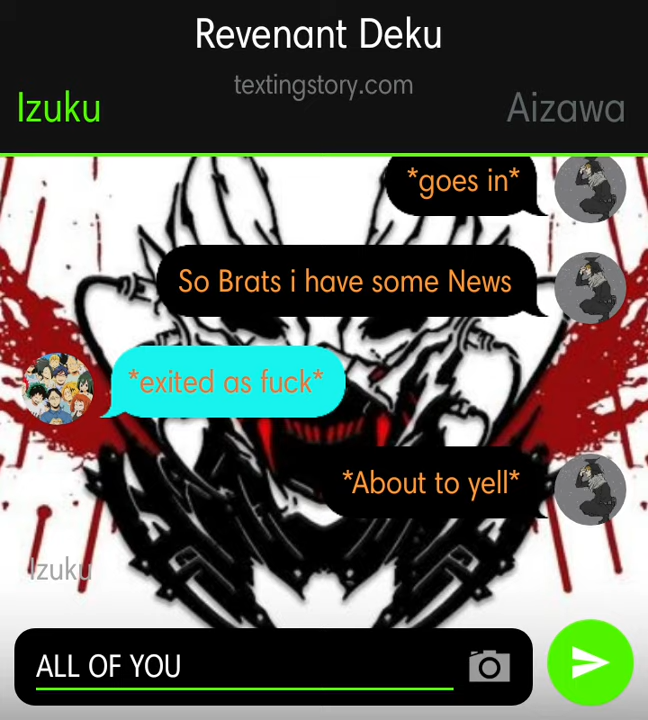 Revenant Deku
textingstory.com
Izuku
Aizawa
*goes in*
So Brats i have some News
*exited as fuck*
*About to yell*
Izuku
ALL OF YOU